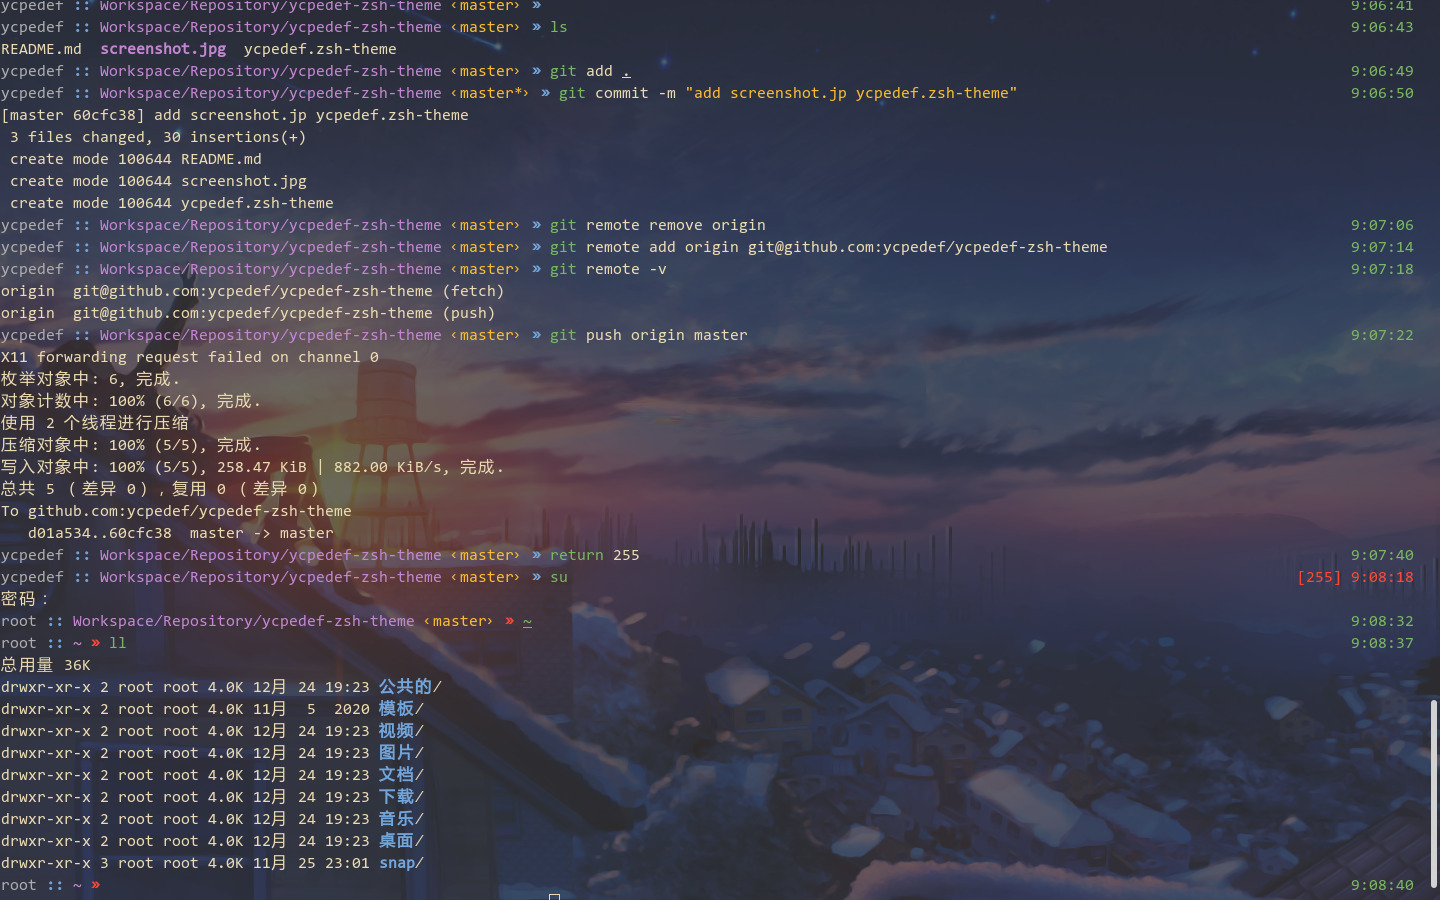 ycpedef :: Workspace/Repository/ycpedef-zsh-theme ‹master› » 9:06:41
ycpedef :: Workspace/Repository/ycpedef-zsh-theme ‹master› » ls 9:06:43
README.md  screenshot.jpg  ycpedef.zsh-theme
ycpedef :: Workspace/Repository/ycpedef-zsh-theme ‹master› » git add . 9:06:49
ycpedef :: Workspace/Repository/ycpedef-zsh-theme ‹master*› » git commit -m "add screenshot.jp ycpedef.zsh-theme" 9:06:50
[master 60cfc38] add screenshot.jp ycpedef.zsh-theme
 3 files changed, 30 insertions(+)
 create mode 100644 README.md
 create mode 100644 screenshot.jpg
 create mode 100644 ycpedef.zsh-theme
ycpedef :: Workspace/Repository/ycpedef-zsh-theme ‹master› » git remote remove origin 9:07:06
ycpedef :: Workspace/Repository/ycpedef-zsh-theme ‹master› » git remote add origin git@github.com:ycpedef/ycpedef-zsh-theme 9:07:14
ycpedef :: Workspace/Repository/ycpedef-zsh-theme ‹master› » git remote -v 9:07:18
origin  git@github.com:ycpedef/ycpedef-zsh-theme (fetch)
origin  git@github.com:ycpedef/ycpedef-zsh-theme (push)
ycpedef :: Workspace/Repository/ycpedef-zsh-theme ‹master› » git push origin master 9:07:22
X11 forwarding request failed on channel 0
枚举对象中: 6, 完成.
对象计数中: 100% (6/6), 完成.
使用 2 个线程进行压缩
压缩对象中: 100% (5/5), 完成.
写入对象中: 100% (5/5), 258.47 KiB | 882.00 KiB/s, 完成.
总共 5 （差异 0），复用 0 （差异 0）
To github.com:ycpedef/ycpedef-zsh-theme
   d01a534..60cfc38  master -> master
ycpedef :: Workspace/Repository/ycpedef-zsh-theme ‹master› » return 255 9:07:40
ycpedef :: Workspace/Repository/ycpedef-zsh-theme ‹master› » su [255] 9:08:18
密码：
root :: Workspace/Repository/ycpedef-zsh-theme ‹master› » ~ 9:08:32
root :: ~ » ll 9:08:37
总用量 36K
drwxr-xr-x 2 root root 4.0K 12月 24 19:23 公共的/
drwxr-xr-x 2 root root 4.0K 11月  5  2020 模板/
drwxr-xr-x 2 root root 4.0K 12月 24 19:23 视频/
drwxr-xr-x 2 root root 4.0K 12月 24 19:23 图片/
drwxr-xr-x 2 root root 4.0K 12月 24 19:23 文档/
drwxr-xr-x 2 root root 4.0K 12月 24 19:23 下载/
drwxr-xr-x 2 root root 4.0K 12月 24 19:23 音乐/
drwxr-xr-x 2 root root 4.0K 12月 24 19:23 桌面/
drwxr-xr-x 3 root root 4.0K 11月 25 23:01 snap/
root :: ~ » 9:08:40